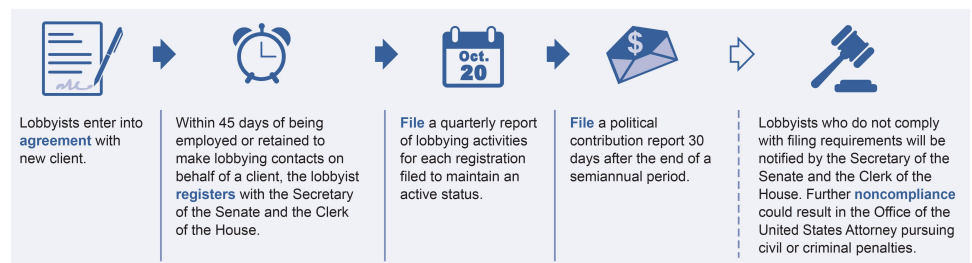 Lobbyists enter into
agreement with
new client.
Within 45 days of being
employed or retained to
make lobbying contacts on
behalf of a client, the lobbyist
registers with the Secretary
of the Senate and the Clerk
of the House.
Oct.
20
File a quarterly report
of lobbying activities
for each registration
filed to maintain an
active status.
$
File a political
contribution report 30
days after the end of a
semiannual period.
Lobbyists who do not comply
with filing requirements will be
notified by the Secretary of the
Senate and the Clerk of the
House. Further noncompliance
could result in the Office of the
United States Attorney pursuing
civil or criminal penalties.